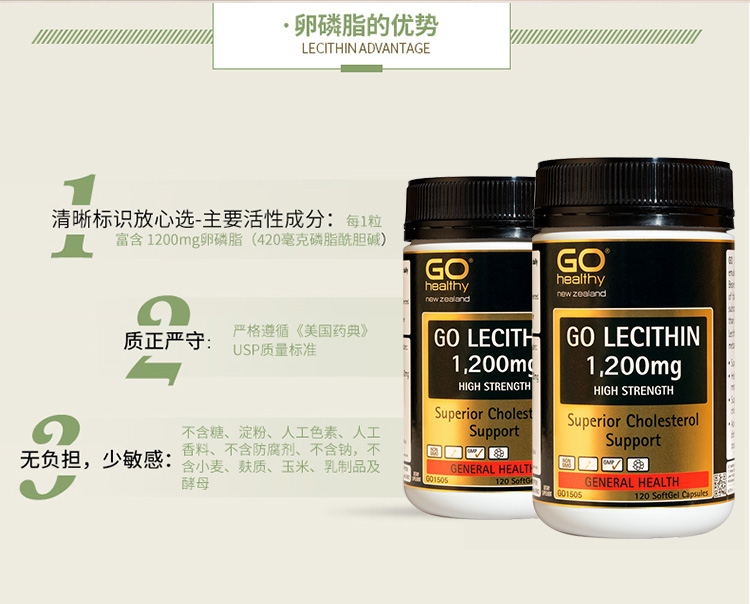 ·卵磷脂的优势
LECITHIN ADVANTAGE
1
清晰标识放心选-主要活性成分：每1粒
富含 1200mg卵磷脂（420毫克磷脂酰胆碱）
2
质正严守:
严格遵循《美国药典》
USP质量标准
3
无负担，少敏感：
不含糖、淀粉、人工色素、人工
香料、不含防腐剂、不含钠，不
含小麦、麸质、玉米、乳制品及
酵母
GO
healthy
new zealand
GO LECITH
1,200mg
HIGH STRENGTH
Superior Cholest
Support
GMP
GENERAL HEALTH
GO1505
120 SoftGe
GO
healthy
new zealand
GO LECITHIN
1,200mg
HIGH STRENGTH
Superior Cholesterol
Support
NON
GMO
GMP
GENERAL HEALTH
GO1505
120 SoftGel Capsules